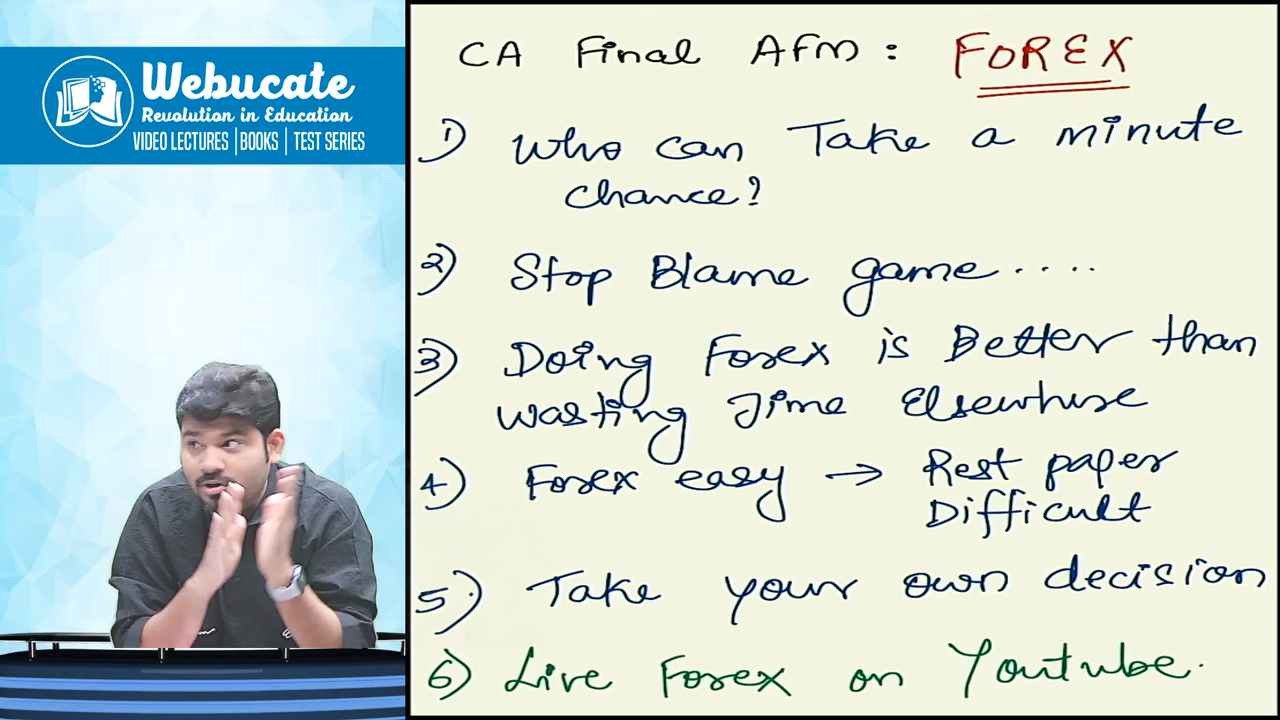 Webucate
Revolution in Education
VIDEO LECTURES | BOOKS | TEST SERIES
CA Final AFM : FOREX
1) Who can Take a minute
chance?
2) Stop Blame game.....
3) Doing Forex is Better than
wasting Time Elsewhere
4) Forex easy → Rest paper
Difficult
5) Take your own decision
6) Live Forex on Youtube.